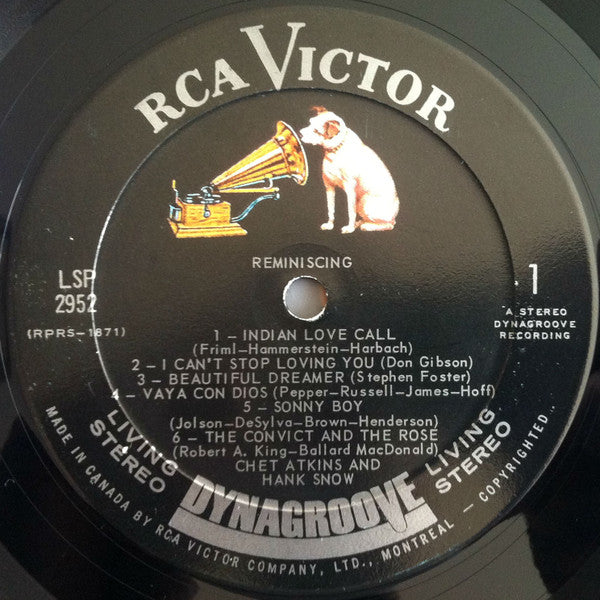 RCA VICTOR
REMINISCING
LSP
2952
(RPRS-1871)
1
A STEREO
DYNAGROOVE
RECORDING
1 – INDIAN LOVE CALL
(Friml–Hammerstein–Harbach)
2 – I CAN'T STOP LOVING YOU (Don Gibson)
3 – BEAUTIFUL DREAMER (Stephen Foster)
4 – VAYA CON DIOS (Pepper–Russell–James–Hoff)
5 – SONNY BOY
(Jolson–DeSylva–Brown–Henderson)
6 – THE CONVICT AND THE ROSE
(Robert A. King–Ballard MacDonald)
CHET ATKINS AND
HANK SNOW
LIVING
STEREO
DYNAGROOVE
LIVING
STEREO
MADE IN CANADA BY RCA VICTOR COMPANY, LTD., MONTREAL – COPYRIGHTED.